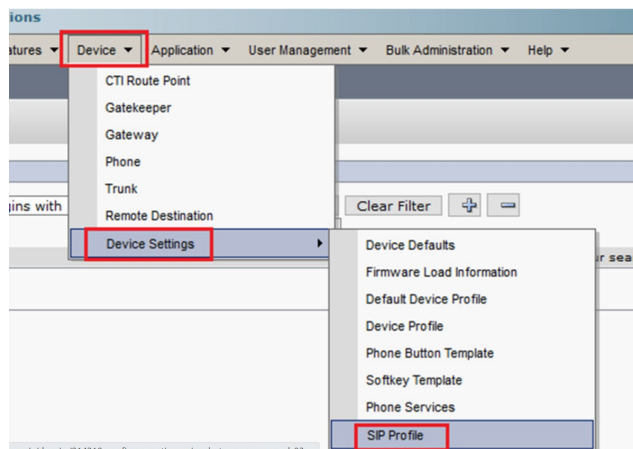 ions
atures Device Application User Management Bulk Administration Help
CTI Route Point
Gatekeeper
Gateway
Phone
Trunk
gins with Clear Filter
Remote Destination
Device Settings
Device Defaults
ur sea
Firmware Load Information
Default Device Profile
Device Profile
Phone Button Template
Softkey Template
Phone Services
SIP Profile